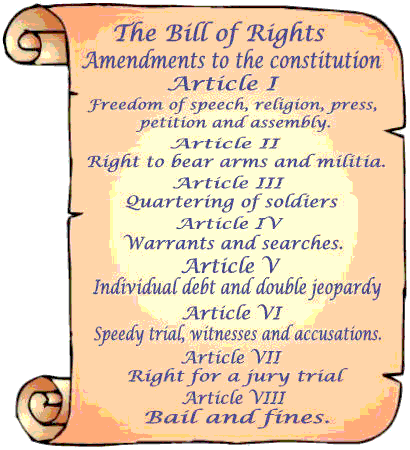 The Bill of Rights
Amendments to the constitution
Article I
Freedom of speech, religion, press,
petition and assembly.
Article II
Right to bear arms and militia.
Article III
Quartering of soldiers
Article IV
Warrants and searches.
Article V
Individual debt and double jeopardy
Article VI
Speedy trial, witnesses and accusations.
Article VII
Right for a jury trial
Article VIII
Bail and fines.